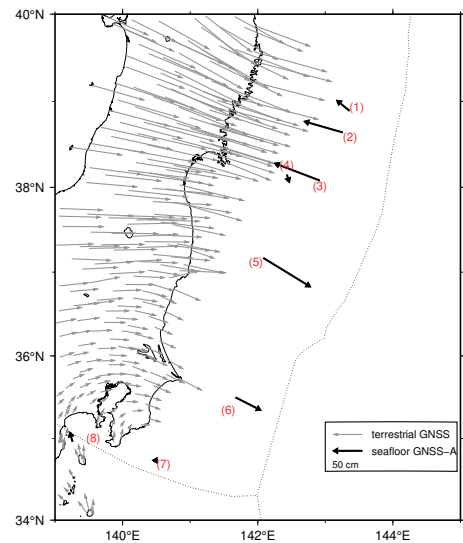 40°N
(1)
(2)
(4)
38°N
(3)
(5)
36°N
(6)
terrestrial GNSS
(8)
seafloor GNSS−A
(7)
50 cm
34°N
140°E
142°E
144°E